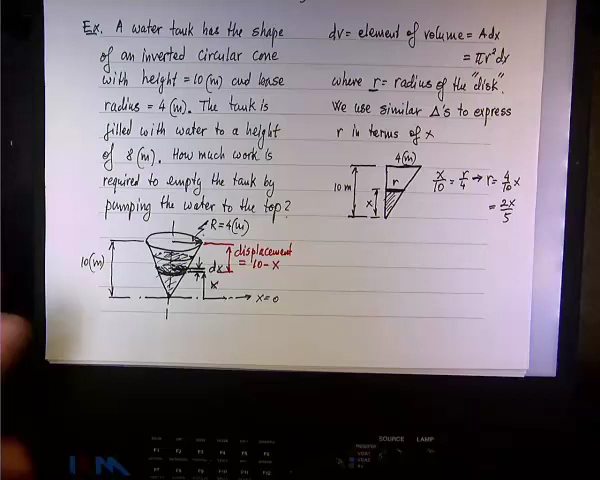 Ex. A water tank has the shape
of an inverted circular cone
with height = 10 (m) and base
radius = 4 (m). The tank is
filled with water to a height
of 8 (m). How much work is
required to empty the tank by
pumping the water to the top?
R = 4(m)
10(m)
displacement
= 10 - x
dx
x
x=0
dv = element of volume = Adx
= πr²dx
where r = radius of the "disk".
We use similar Δ's to express
r in terms of x
4(m)
10 m
r
x
x/10 = r/4 → r = 4/10 x
= 2x/5
SOURCE LAMP